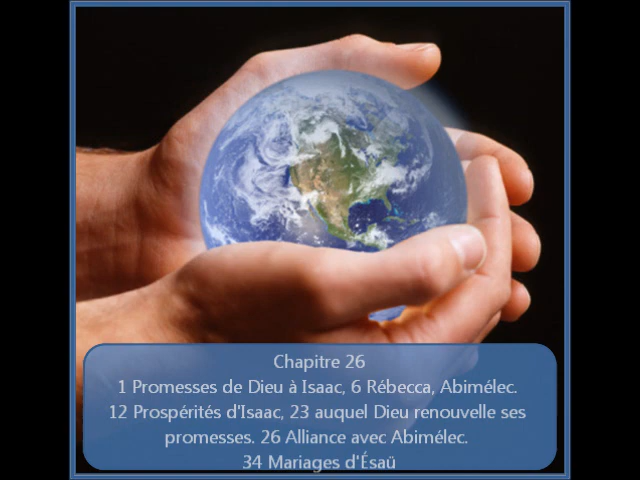 Chapitre 26
1 Promesses de Dieu à Isaac, 6 Rébecca, Abimélec.
12 Prospérités d'Isaac, 23 auquel Dieu renouvelle ses
promesses. 26 Alliance avec Abimélec.
34 Mariages d'Ésaü